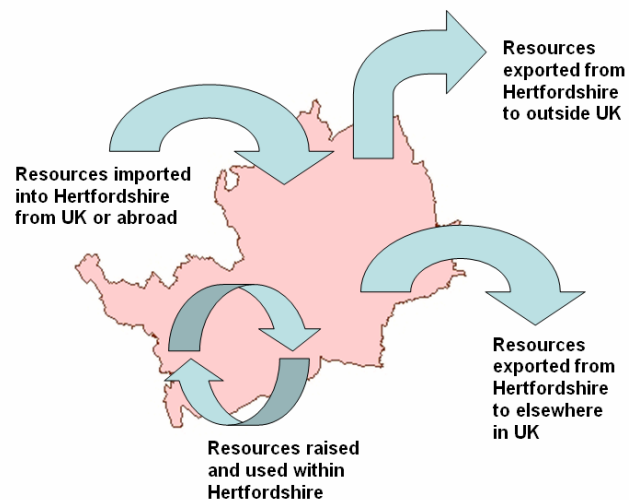 Resources
exported from
Hertfordshire
to outside UK
Resources imported
into Hertfordshire
from UK or abroad
Resources
exported from
Hertfordshire
to elsewhere
in UK
Resources raised
and used within
Hertfordshire